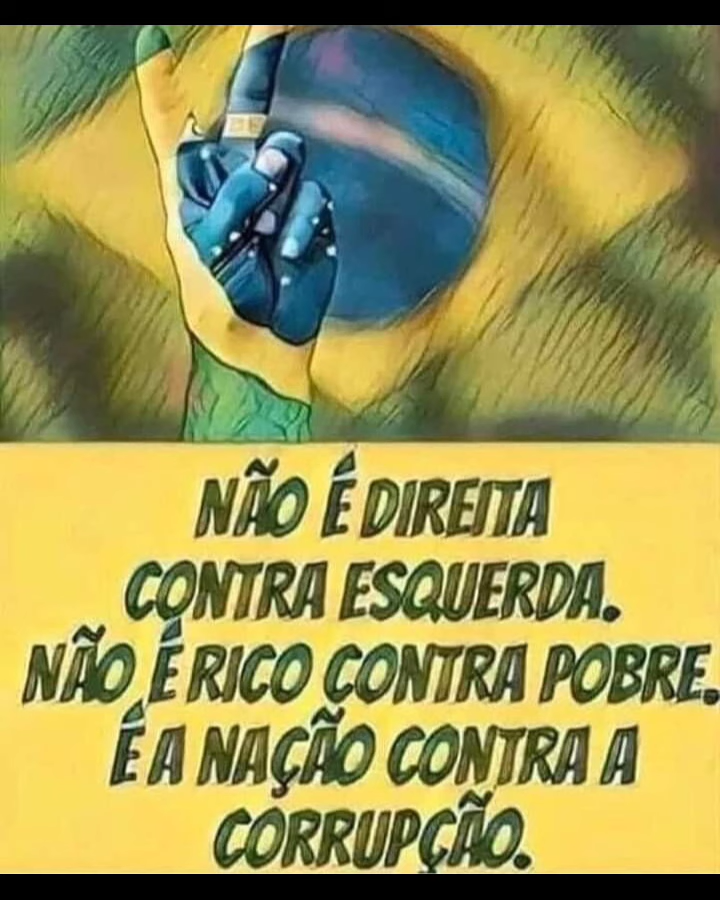 NÃO É DIREITA
CONTRA ESQUERDA.
NÃO É RICO CONTRA POBRE.
É A NAÇÃO CONTRA A
CORRUPÇÃO.